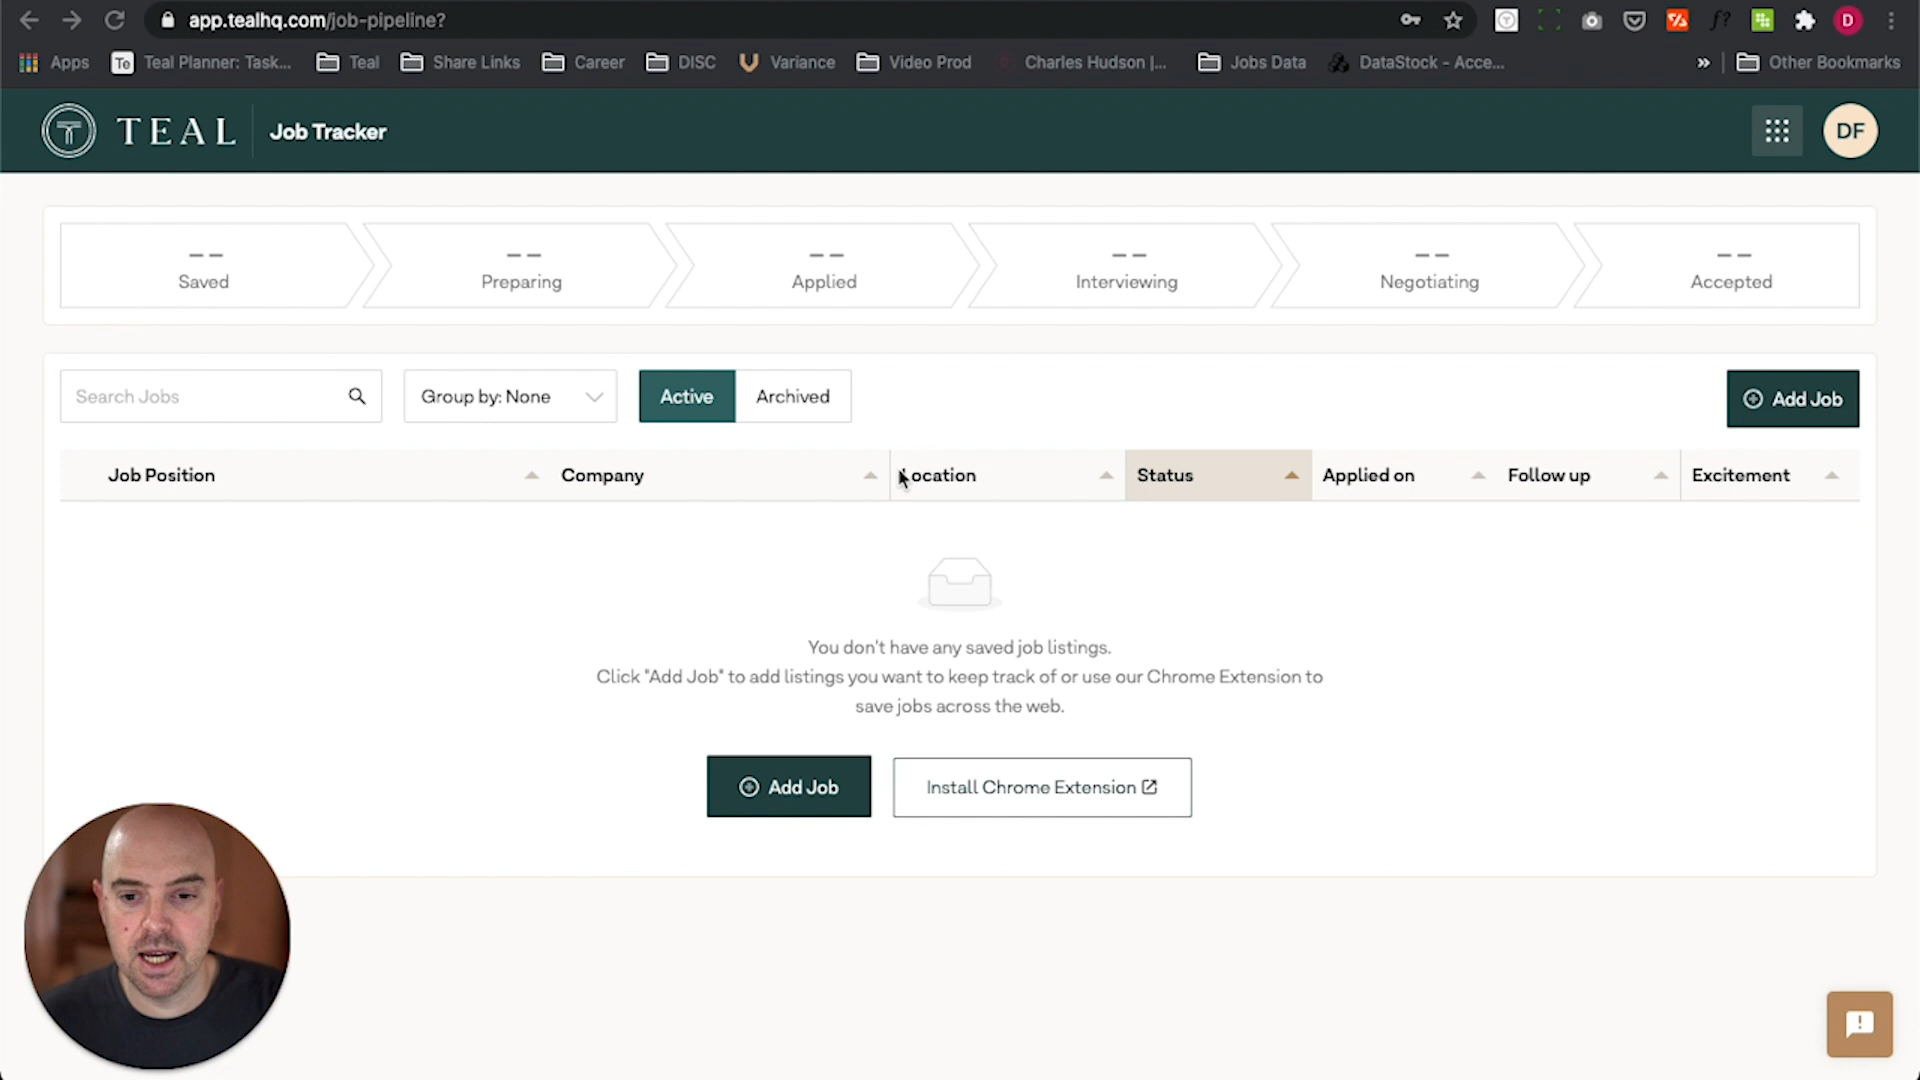 app.tealhq.com/job-pipeline?
D
Apps
Te Teal Planner: Task...
Teal
Share Links
Career
DISC
Variance
Video Prod
Charles Hudson |...
Jobs Data
DataStock - Acce...
»
Other Bookmarks
TEAL
Job Tracker
DF
-- Saved
-- Preparing
-- Applied
-- Interviewing
-- Negotiating
-- Accepted
Search Jobs
Group by: None
Active
Archived
Add Job
Job Position
Company
Location
Status
Applied on
Follow up
Excitement
You don't have any saved job listings.
Click "Add Job" to add listings you want to keep track of or use our Chrome Extension to
save jobs across the web.
Add Job
Install Chrome Extension